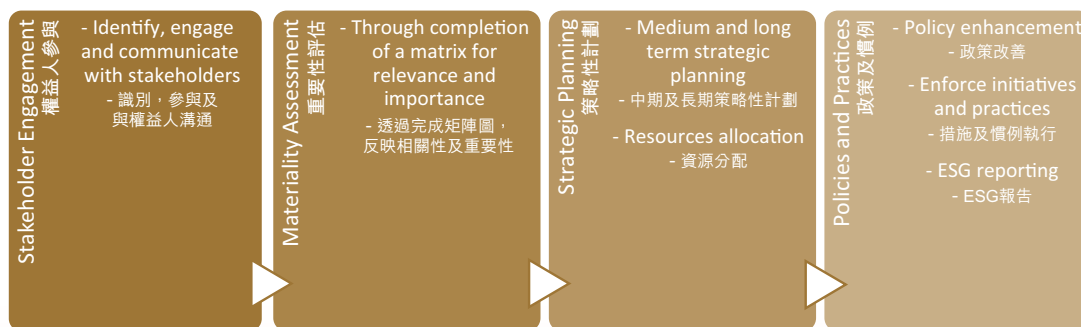 Stakeholder Engagement
權益人參與
- Identify, engage
and communicate
with stakeholders
- 識別，參與及
與權益人溝通
Materiality Assessment
重要性評估
- Through completion
of a matrix for
relevance and
importance
- 透過完成矩陣圖，
反映相關性及重要性
Strategic Planning
策略性計劃
- Medium and long
term strategic
planning
- 中期及長期策略性計劃
- Resources allocation
- 資源分配
Policies and Practices
政策及慣例
- Policy enhancement
- 政策改善
- Enforce initiatives
and practices
- 措施及慣例執行
- ESG reporting
- ESG報告